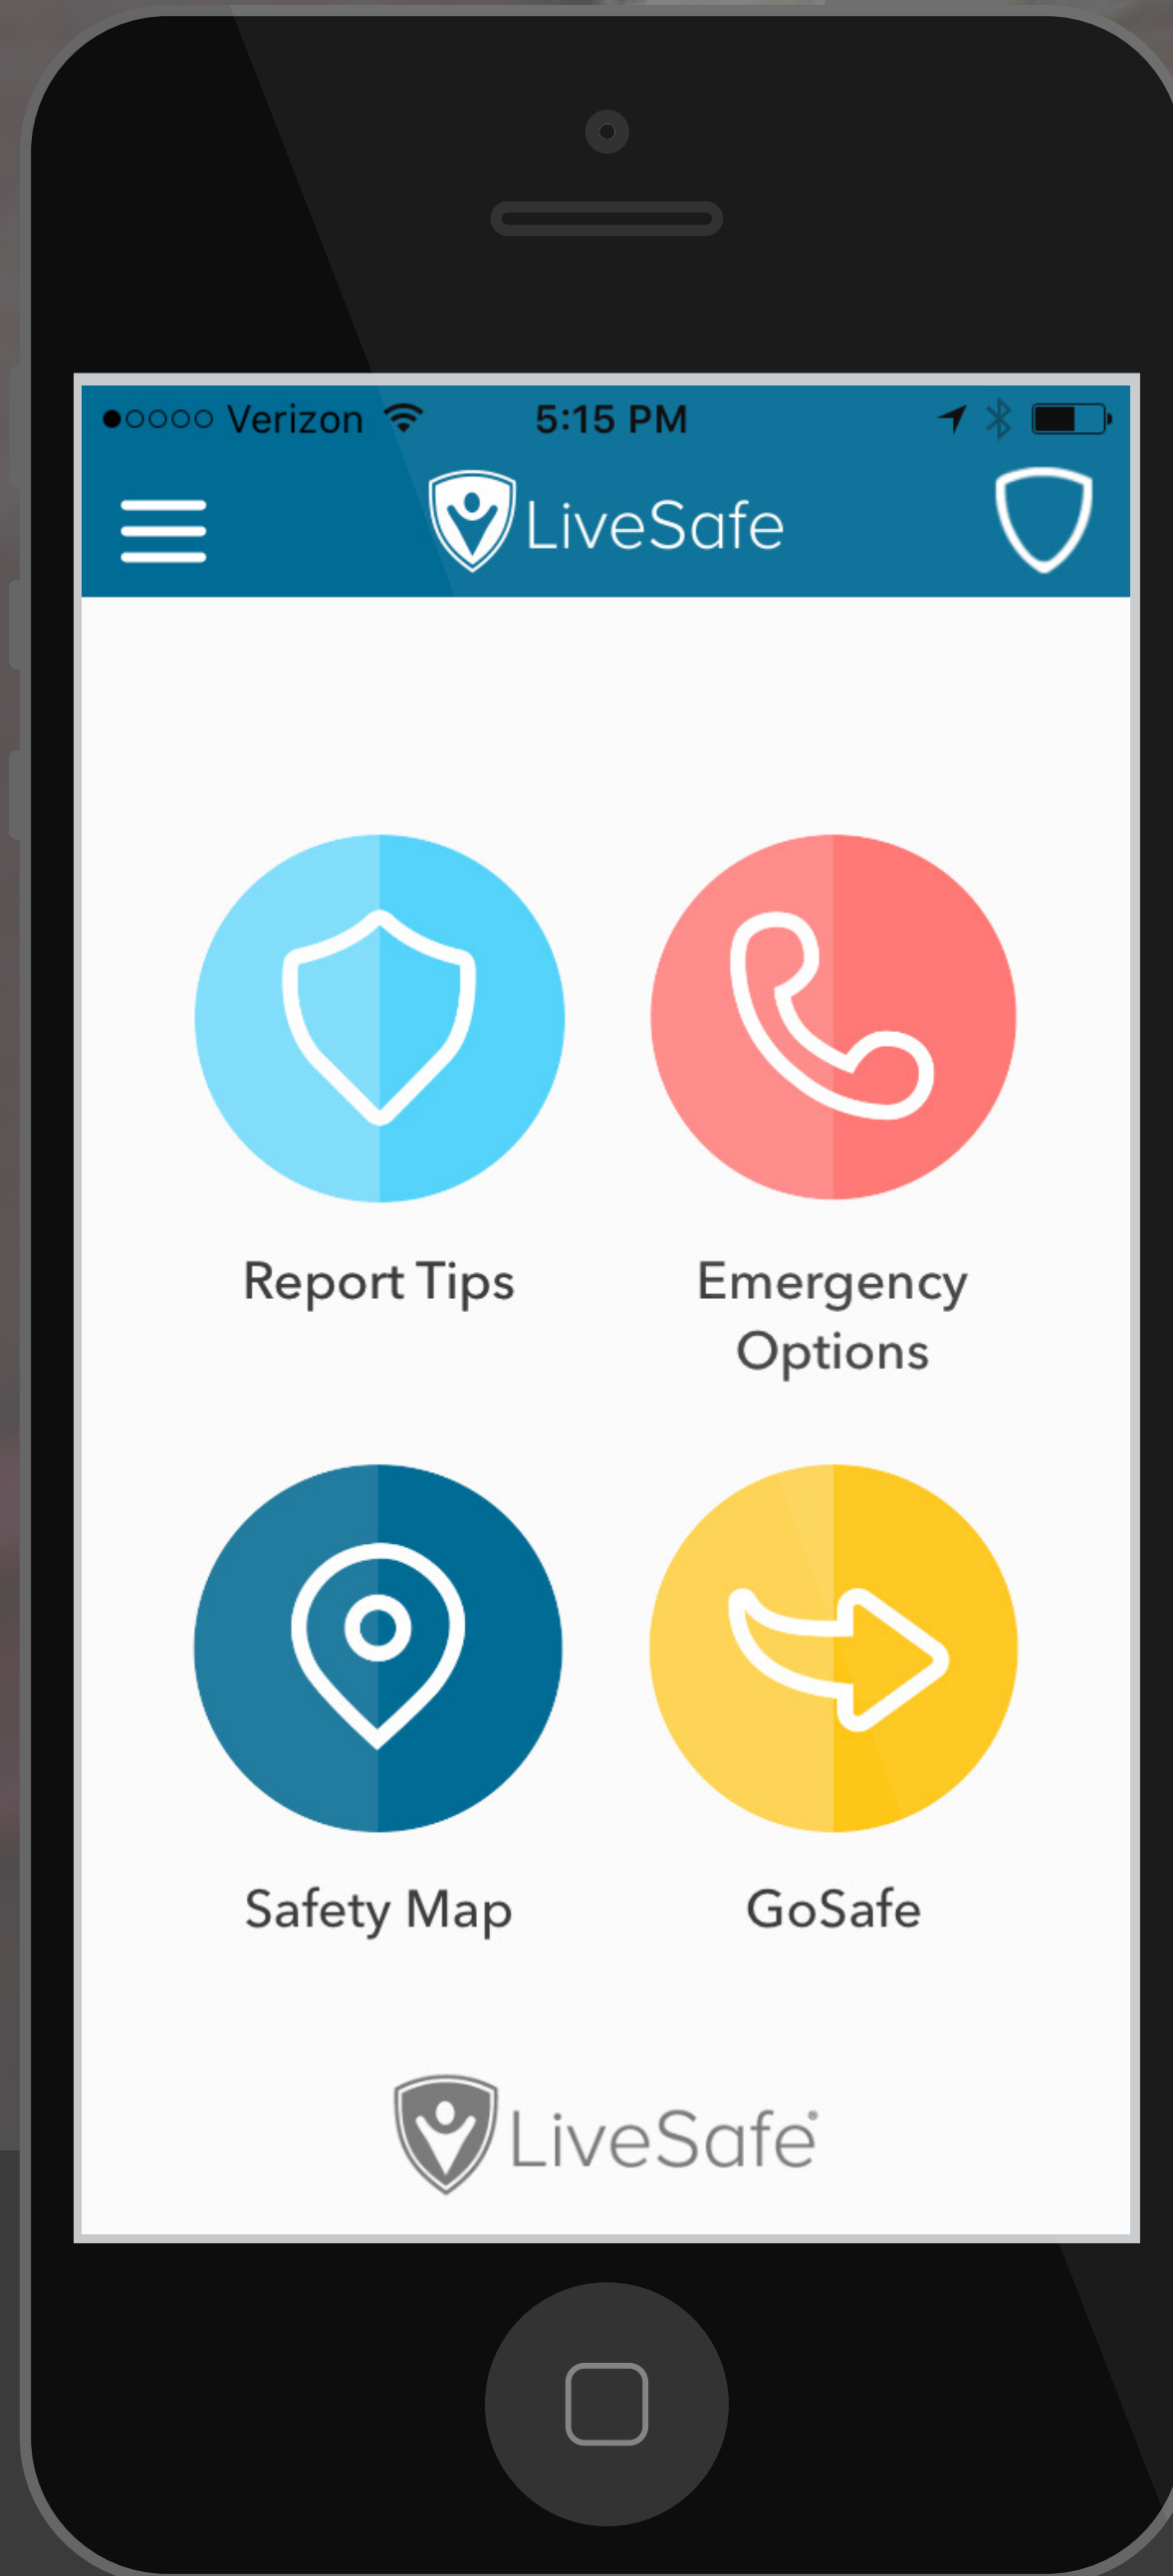 Verizon 5:15 PM
LiveSafe
Report Tips
Emergency
Options
Safety Map
GoSafe
LiveSafe